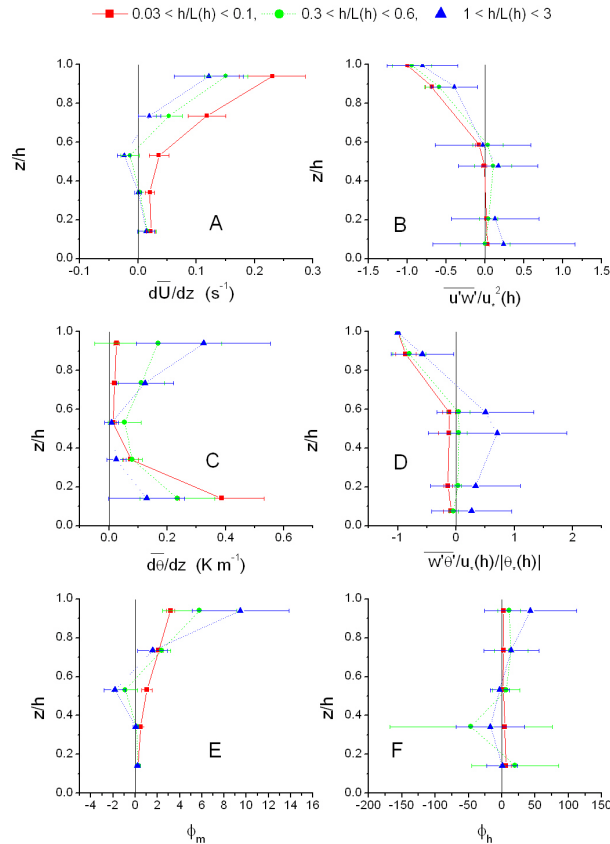 0.03 < h/L(h) < 0.1, 0.3 < h/L(h) < 0.6, 1 < h/L(h) < 3
1.0
0.8
0.6
0.4
0.2
0.0
z/h
A
0.0 0.1 0.2 0.3
dU̅/dz (s⁻¹)
1.0
0.8
0.6
0.4
0.2
0.0
z/h
B
-1.5 -1.0 -0.5 0.0 0.5 1.0 1.5
u'w'/u*²(h)
1.0
0.8
0.6
0.4
0.2
0.0
z/h
C
0.0 0.2 0.4 0.6
dθ̅/dz (K m⁻¹)
1.0
0.8
0.6
0.4
0.2
0.0
z/h
D
-1 0 1 2
w'θ'/u*(h)/|θ*(h)|
1.0
0.8
0.6
0.4
0.2
0.0
z/h
E
-4 -2 0 2 4 6 8 10 12 14 16
ϕm
1.0
0.8
0.6
0.4
0.2
0.0
z/h
F
-200 -150 -100 -50 0 50 100 150
ϕh